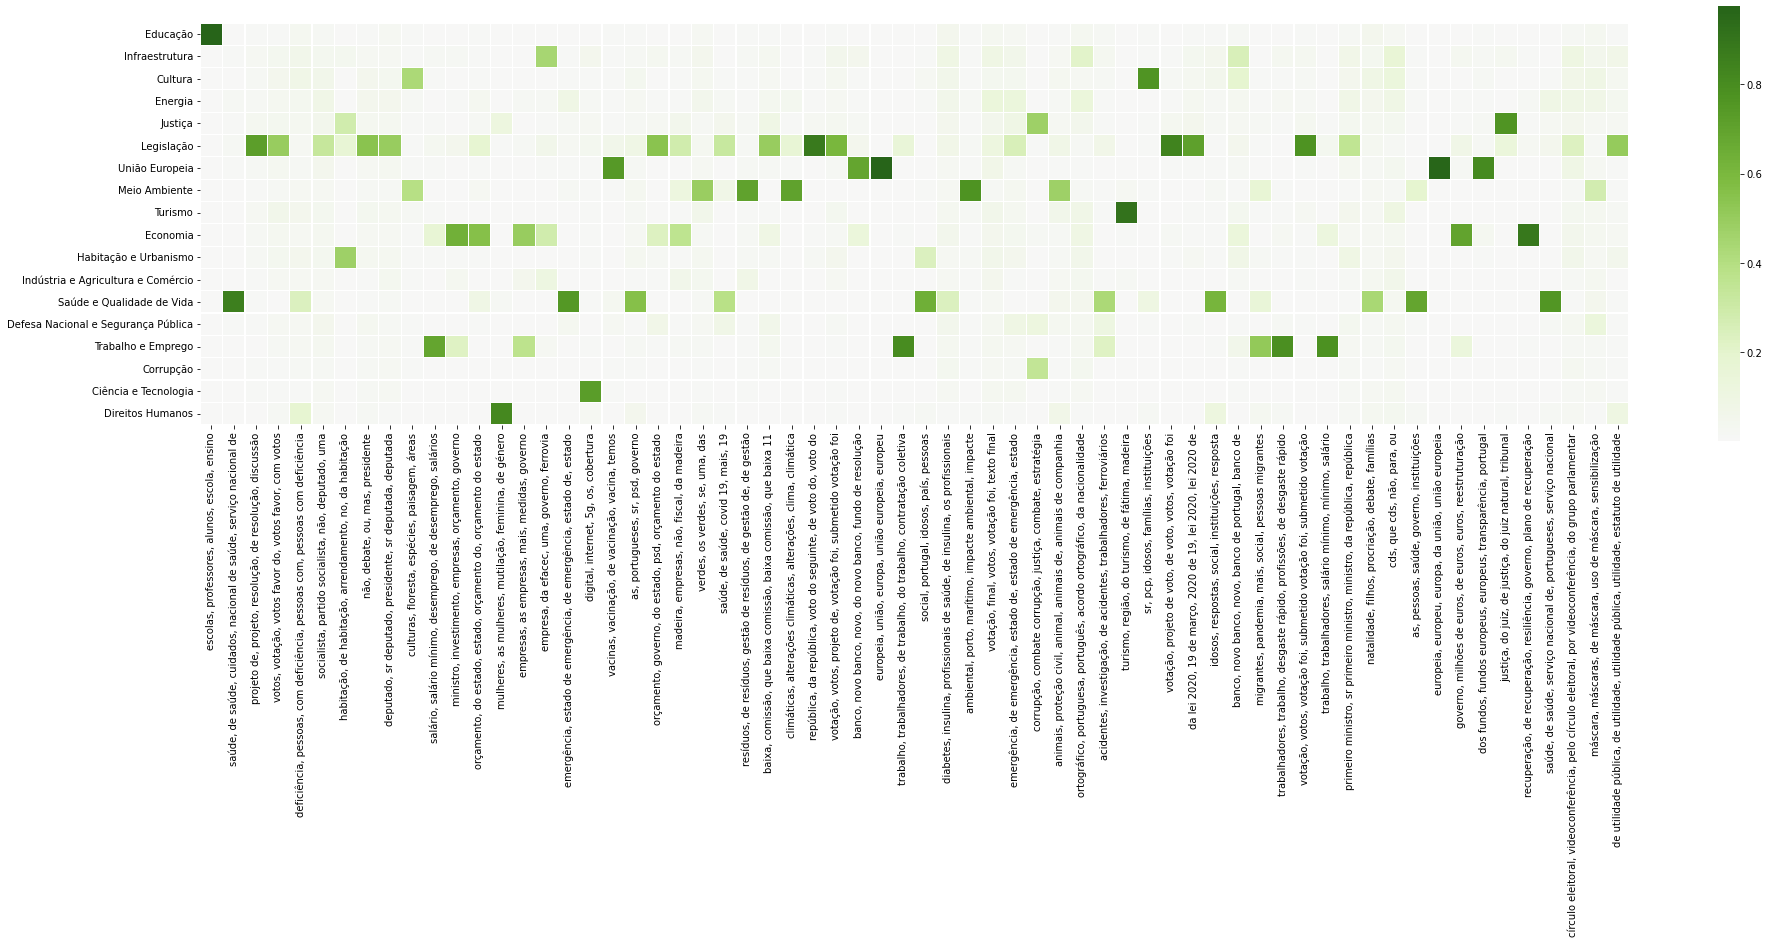 Educação
Infraestrutura
Cultura
Energia
Justiça
Legislação
União Europeia
Meio Ambiente
Turismo
Economia
Habitação e Urbanismo
Indústria e Agricultura e Comércio
Saúde e Qualidade de Vida
Defesa Nacional e Segurança Pública
Trabalho e Emprego
Corrupção
Ciência e Tecnologia
Direitos Humanos
0.8
0.6
0.4
0.2
escolas, professores, alunos, escola, ensino
saúde, de saúde, cuidados, nacional de saúde, serviço nacional de
projeto de, projeto, resolução, de resolução, discussão
votos, votação, votos favor do, votos favor, com votos
deficiência, pessoas, com deficiência, pessoas com, pessoas com deficiência
socialista, partido socialista, não, deputado, uma
habitação, de habitação, arrendamento, no, da habitação
não, debate, ou, mas, presidente
deputado, sr deputado, presidente, sr deputada, deputada
culturas, floresta, espécies, paisagem, áreas
salário, salário mínimo, desemprego, de desemprego, salários
ministro, investimento, empresas, orçamento, governo
orçamento, do estado, estado, orçamento do, orçamento do estado
mulheres, as mulheres, mutilação, feminina, de género
empresas, as empresas, mais, medidas, governo
empresa, da efacec, uma, governo, ferrovia
emergência, estado de emergência, de emergência, estado de, estado
digital, internet, 5g, os, cobertura
vacinas, vacinação, de vacinação, vacina, temos
as, portugueses, sr, psd, governo
orçamento, governo, do estado, psd, orçamento do estado
madeira, empresas, não, fiscal, da madeira
verdes, os verdes, se, uma, das
saúde, de saúde, covid 19, mais, 19
resíduos, de resíduos, gestão de resíduos, gestão de, de gestão
baixa, comissão, que baixa comissão, baixa comissão, que baixa 11
climáticas, alterações climáticas, alterações, clima, climática
república, da república, voto do seguinte, de voto do, voto do
votação, votos, projeto de, votação foi, submetido votação foi
banco, novo banco, novo, do novo banco, fundo de resolução
europeia, união, europa, união europeia, europeu
trabalho, trabalhadores, de trabalho, contratação coletiva
social, portugal, idosos, país, pessoas
diabetes, insulina, profissionais de saúde, de insulina, os profissionais
ambiental, porto, marítimo, impacte ambiental, impacte
votação, final, votos, votação foi, texto final
emergência, de emergência, estado de, estado de emergência, estado
corrupção, combate corrupção, justiça, combate, estratégia
animais, proteção civil, animal, animais de, animais de companhia
ortográfico, portuguesa, português, acordo ortográfico, da nacionalidade
acidentes, investigação, de acidentes, trabalhadores, ferroviários
turismo, região, do turismo, de fátima, madeira
sr, pcp, idosos, famílias, instituições
votação, projeto de voto, de voto, votos, votação foi
da lei 2020, 19 de março, 2020 de 19, lei 2020, lei 2020 de
idosos, respostas, social, instituições, resposta
banco, novo, novo banco, banco de portugal, banco de
migrantes, pandemia, mais, social, pessoas migrantes
trabalhadores, trabalho, desgaste rápido, profissões, de desgaste rápido
votação, votos, votação foi, submetido votação foi, submetido votação
trabalho, trabalhadores, salário mínimo, mínimo, salário
primeiro ministro, sr primeiro ministro, ministro, da república, república
natalidade, filhos, procriação, debate, famílias
cds, que cds, não, para, ou
as, pessoas, saúde, governo, instituições
europeia, europeu, europa, da união, união europeia
governo, milhões de euros, euros, reestruturação
dos fundos, fundos europeus, europeus, transparência, portugal
justiça, do juiz, de justiça, do juiz natural, tribunal
recuperação, de recuperação, resiliência, governo, plano de recuperação
saúde, de saúde, serviço nacional de, portugueses, serviço nacional
círculo eleitoral, videoconferência, pelo círculo eleitoral, por videoconferência, do grupo parlamentar
máscara, máscaras, de máscara, uso de máscara, sensibilização
de utilidade pública, de utilidade, utilidade pública, utilidade, estatuto de utilidade